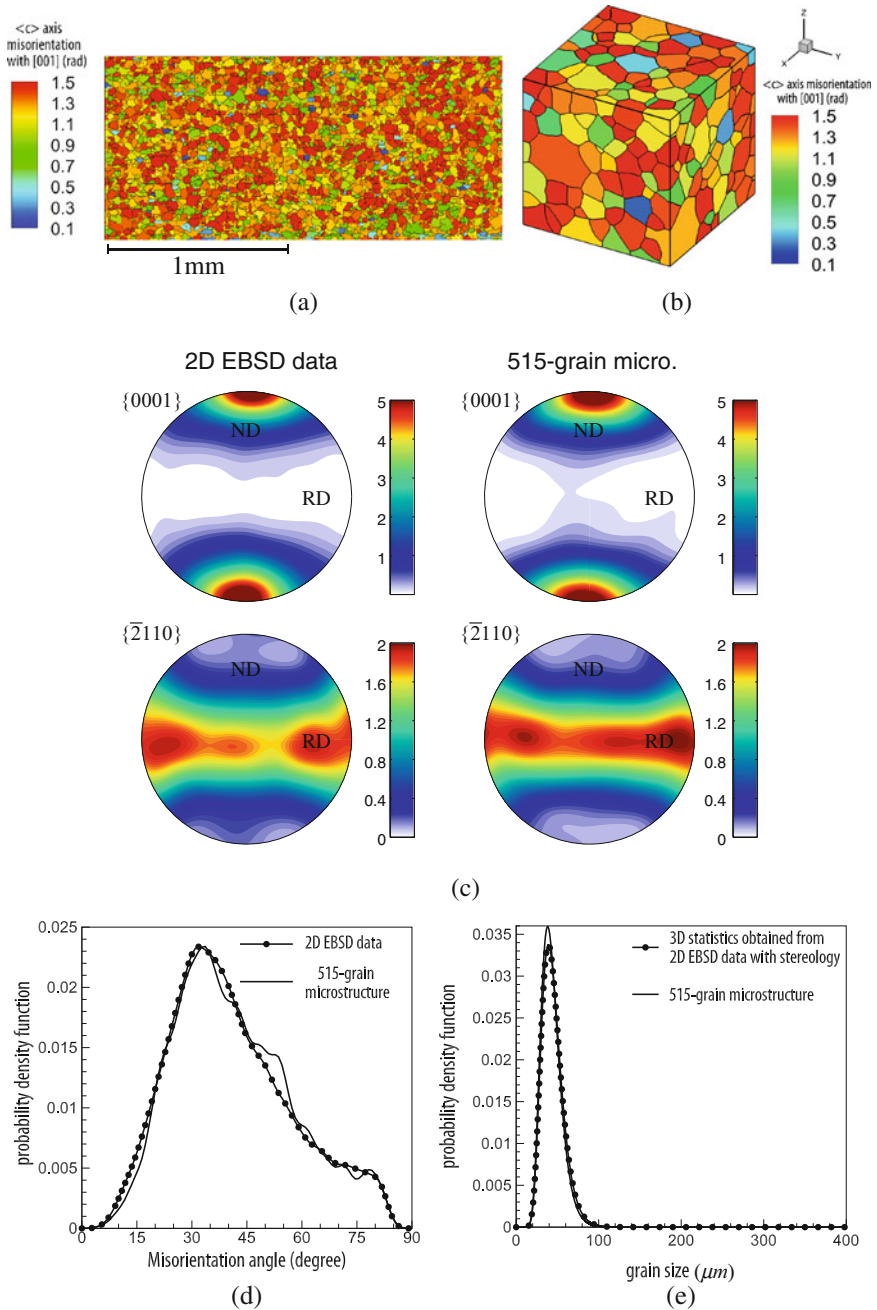 <c> axis
misorientation
with [001] (rad)
1.5
1.3
1.1
0.9
0.7
0.5
0.3
0.1
1mm
(a)
Z
X
Y
<c> axis misorientation
with [001] (rad)
1.5
1.3
1.1
0.9
0.7
0.5
0.3
0.1
(b)
2D EBSD data
515-grain micro.
{0001}
ND
RD
5
4
3
2
1
{0001}
ND
RD
5
4
3
2
1
{2̄110}
ND
RD
2
1.6
1.2
0.8
0.4
0
{2̄110}
ND
RD
2
1.6
1.2
0.8
0.4
0
(c)
0.025
0.02
0.015
0.01
0.005
0
probability density function
2D EBSD data
515-grain
microstructure
0 15 30 45 60 75 90
Misorientation angle (degree)
(d)
0.035
0.03
0.025
0.02
0.015
0.01
0.005
0
probability density function
3D statistics obtained from
2D EBSD data with stereology
515-grain microstructure
0 100 200 300 400
grain size (μm)
(e)